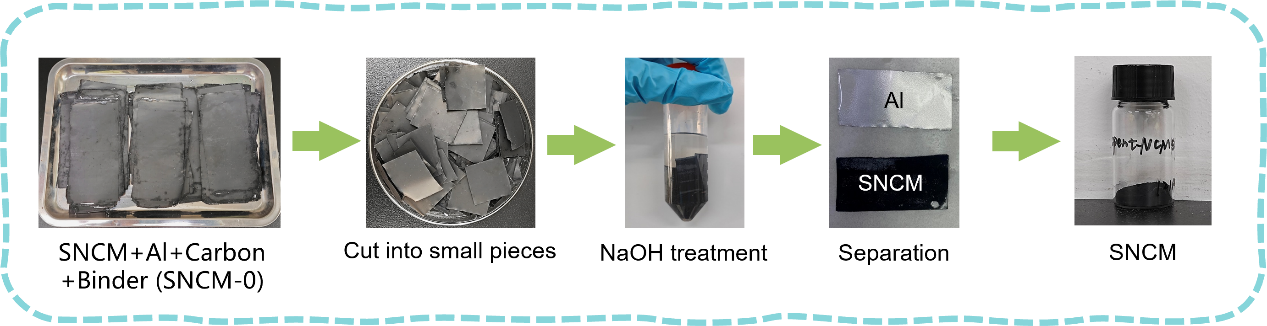 SNCM+Al+Carbon
+Binder (SNCM-0)
Cut into small pieces
NaOH treatment
Al
SNCM
Separation
SNCM